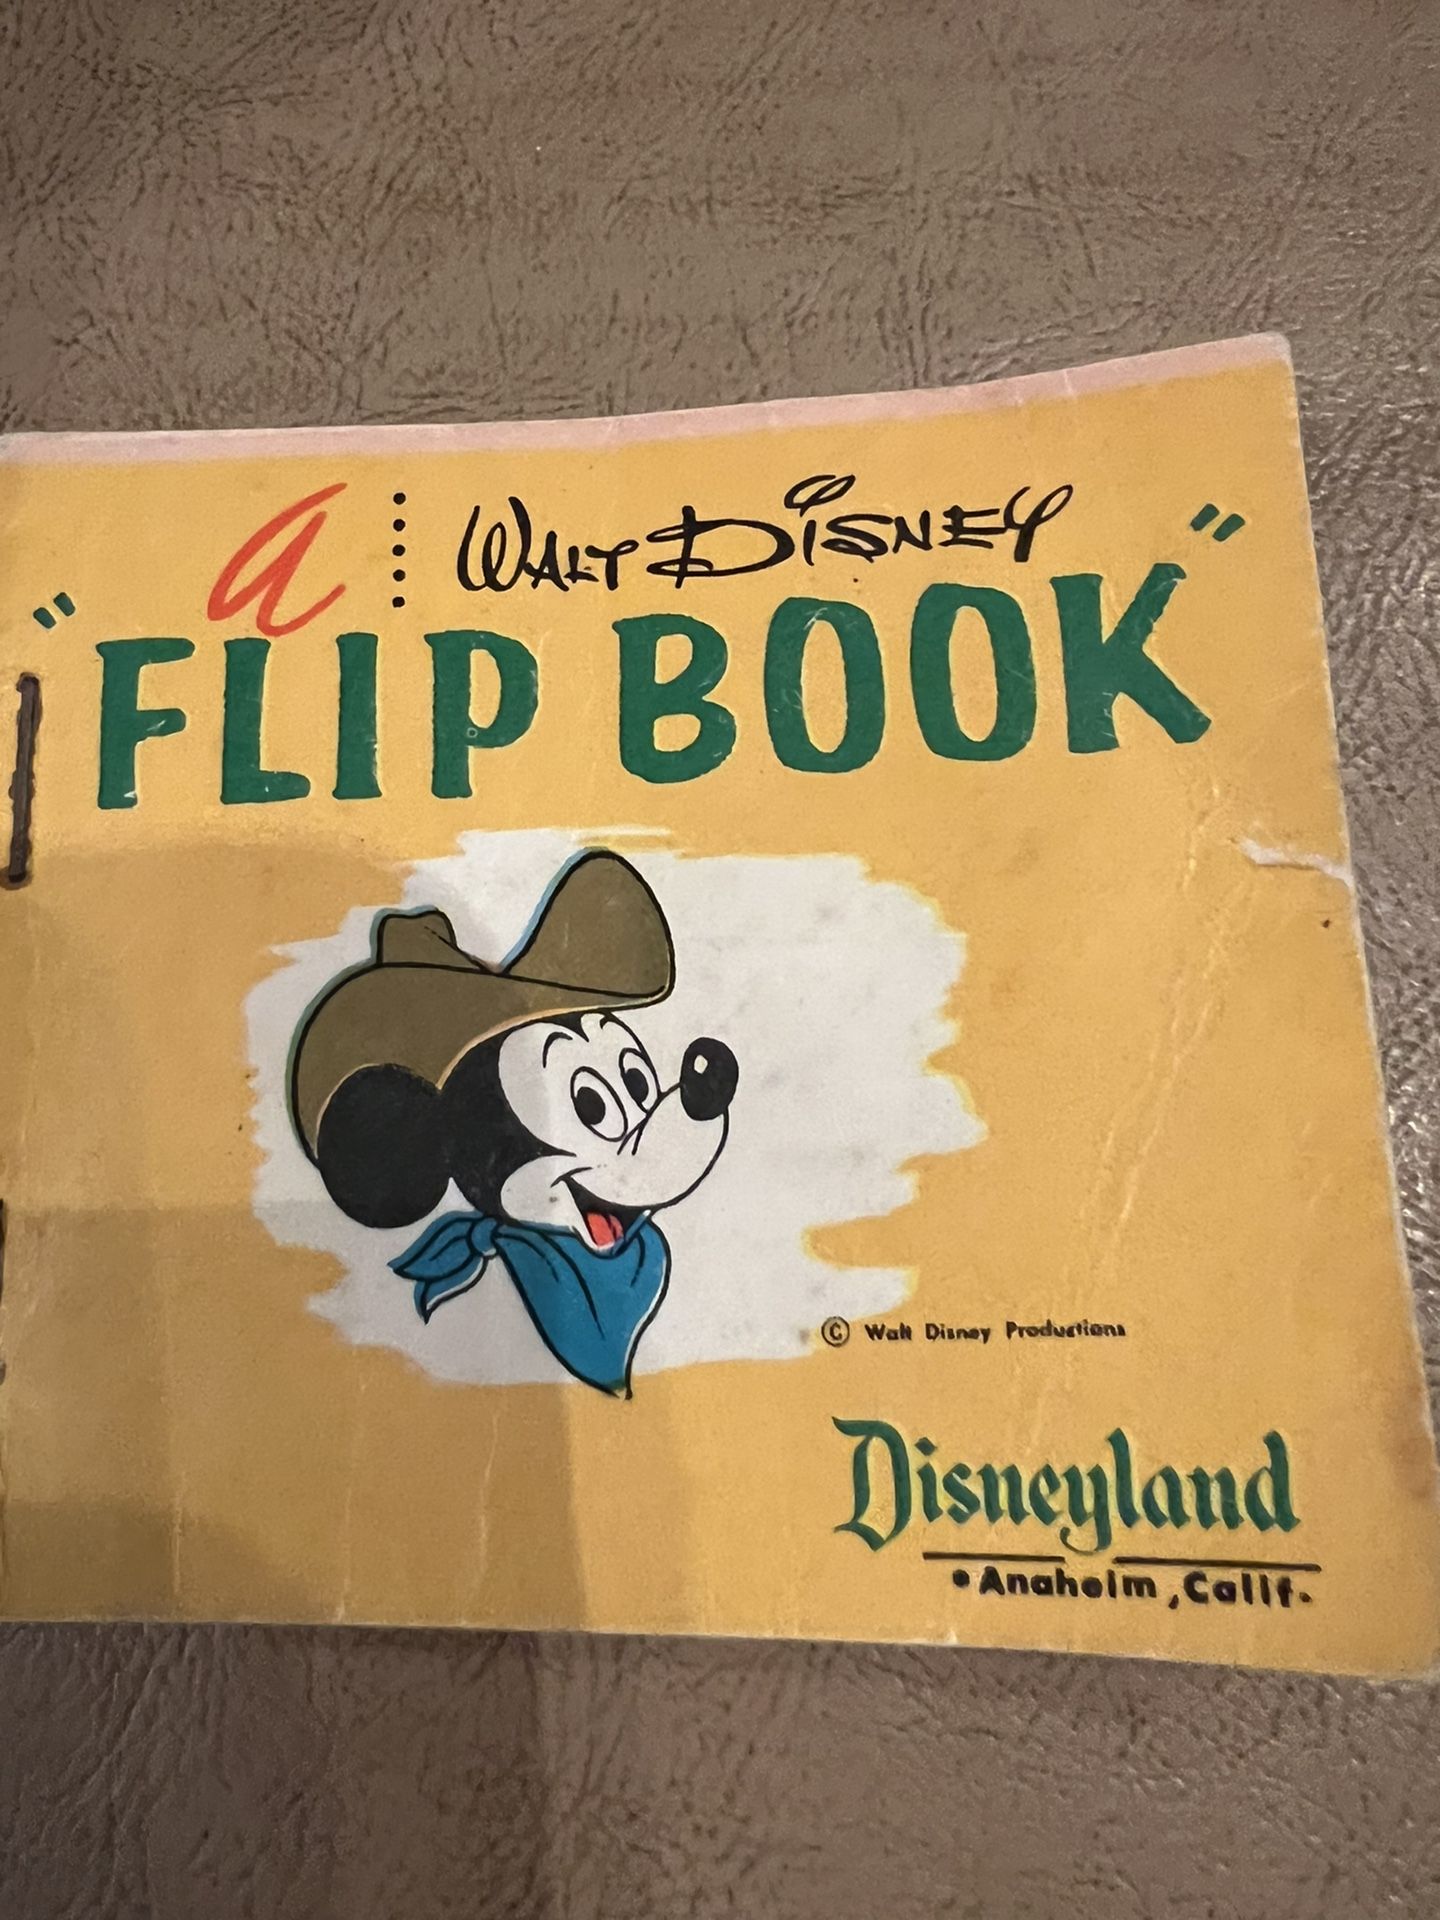 a WALT DISNEY
"FLIP BOOK"
© Walt Disney Productions
Disneyland
• Anaheim, Calif.